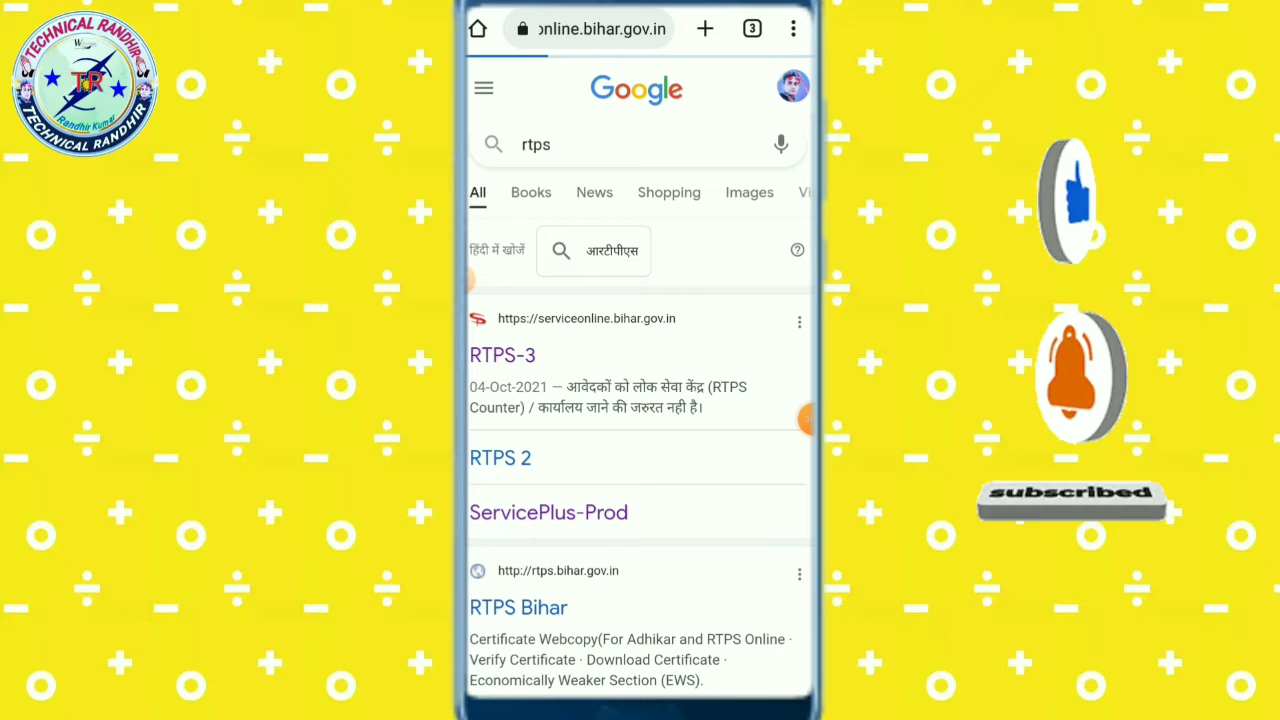 TECHNICAL RANDHIR
TR
Randhir Kumar
TECHNICAL RANDHIR
online.bihar.gov.in
3
Google
rtps
All Books News Shopping Images Vi
हिंदी में खोजें आरटीपीएस
https://serviceonline.bihar.gov.in
RTPS-3
04-Oct-2021 — आवेदकों को लोक सेवा केंद्र (RTPS
Counter) / कार्यालय जाने की जरुरत नही है।
RTPS 2
ServicePlus-Prod
http://rtps.bihar.gov.in
RTPS Bihar
Certificate Webcopy(For Adhikar and RTPS Online ·
Verify Certificate · Download Certificate ·
Economically Weaker Section (EWS).
subscribed